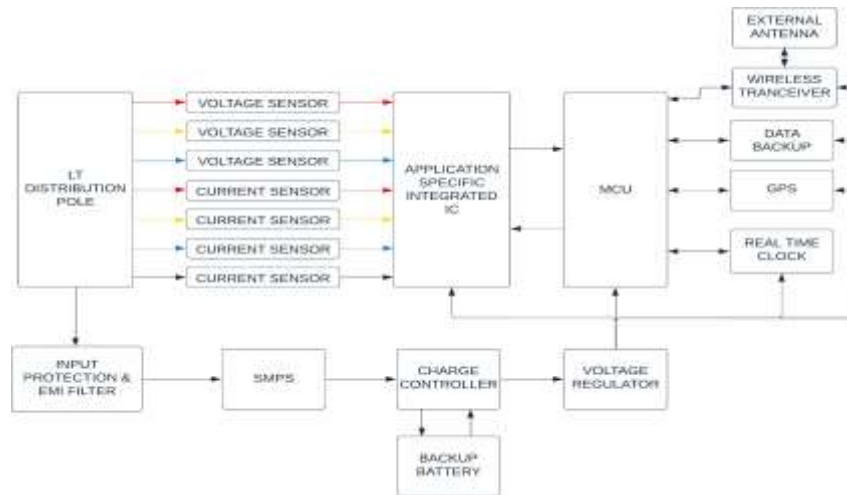 EXTERNAL
ANTENNA
WIRELESS
TRANCEIVER
VOLTAGE SENSOR
VOLTAGE SENSOR
DATA
BACKUP
VOLTAGE SENSOR
LT
DISTRIBUTION
POLE
CURRENT SENSOR
APPLICATION
SPECIFIC
INTEGRATED
IC
MCU
GPS
CURRENT SENSOR
CURRENT SENSOR
REAL TIME
CLOCK
CURRENT SENSOR
INPUT
PROTECTION &
EMI FILTER
SMPS
CHARGE
CONTROLLER
VOLTAGE
REGULATOR
BACKUP
BATTERY